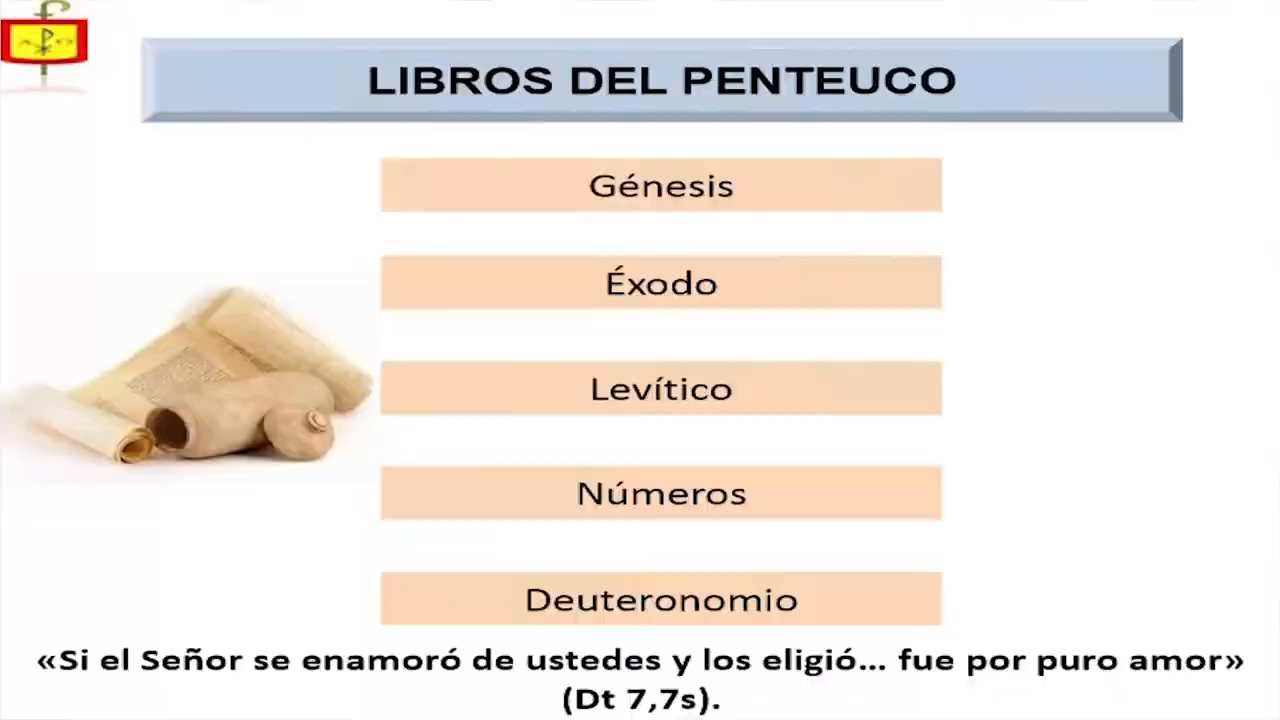 LIBROS DEL PENTEUCO
Génesis
Éxodo
Levítico
Números
Deuteronomio
«Si el Señor se enamoró de ustedes y los eligió... fue por puro amor»
(Dt 7,7s).